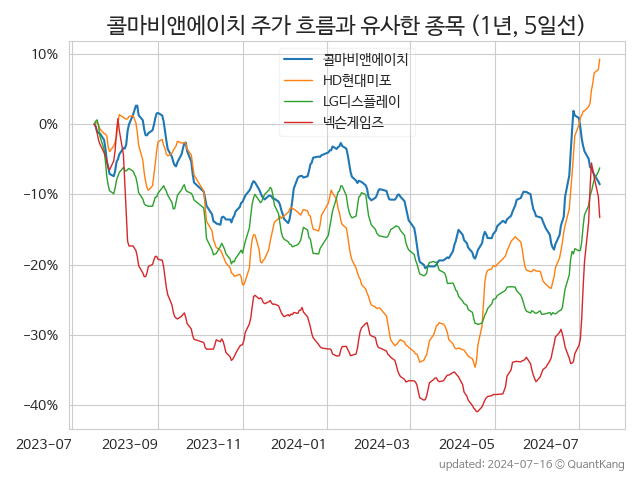 콜마비앤에이치 주가 흐름과 유사한 종목 (1년, 5일선)
콜마비앤에이치
HD현대미포
LG디스플레이
넥슨게임즈
10%
0%
−10%
−20%
−30%
−40%
2023-07 2023-09 2023-11 2024-01 2024-03 2024-05 2024-07
updated: 2024-07-16 © QuantKang